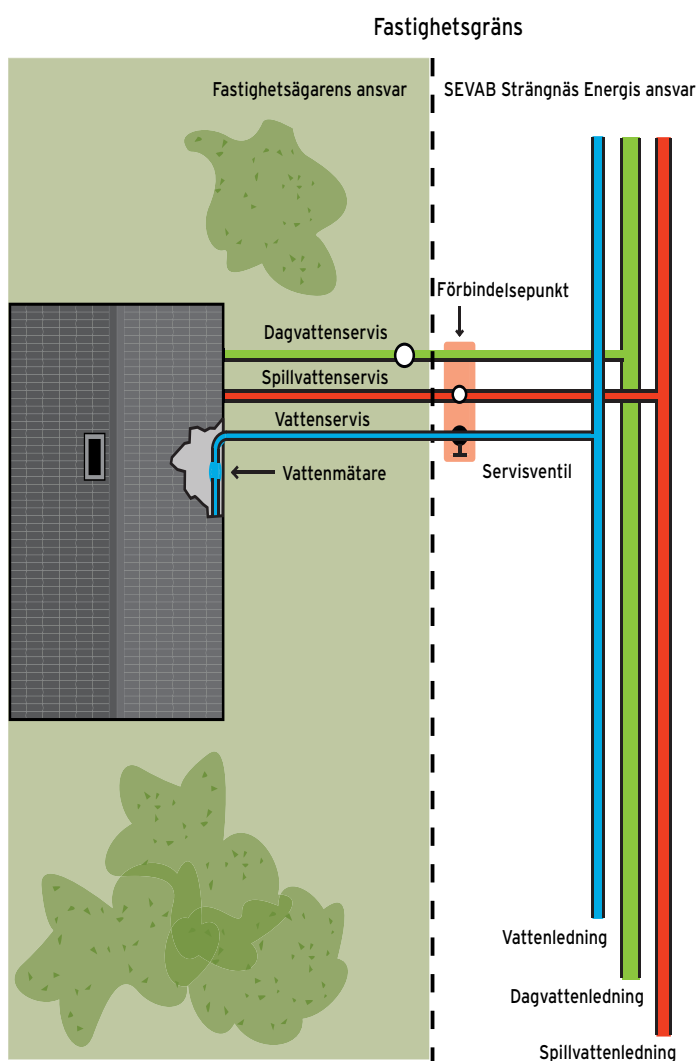 Fastighetsgräns
Fastighetsägarens ansvar
SEVAB Strängnäs Energis ansvar
Förbindelsepunkt
Dagvattenservis
Spillvattenservis
Vattenservis
Vattenmätare
Servisventil
Vattenledning
Dagvattenledning
Spillvattenledning